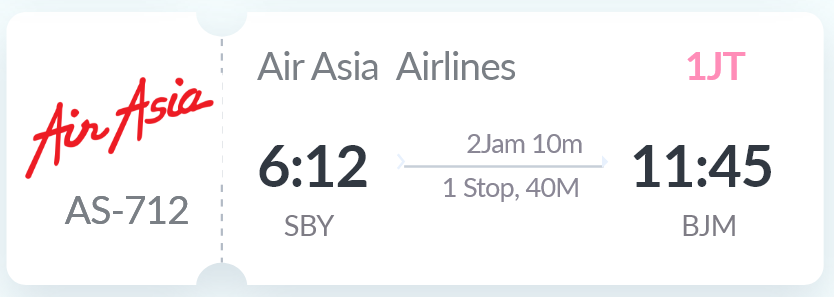 Air Asia
AS-712
Air Asia Airlines
1JT
6:12
SBY
2Jam 10m
1 Stop, 40M
11:45
BJM